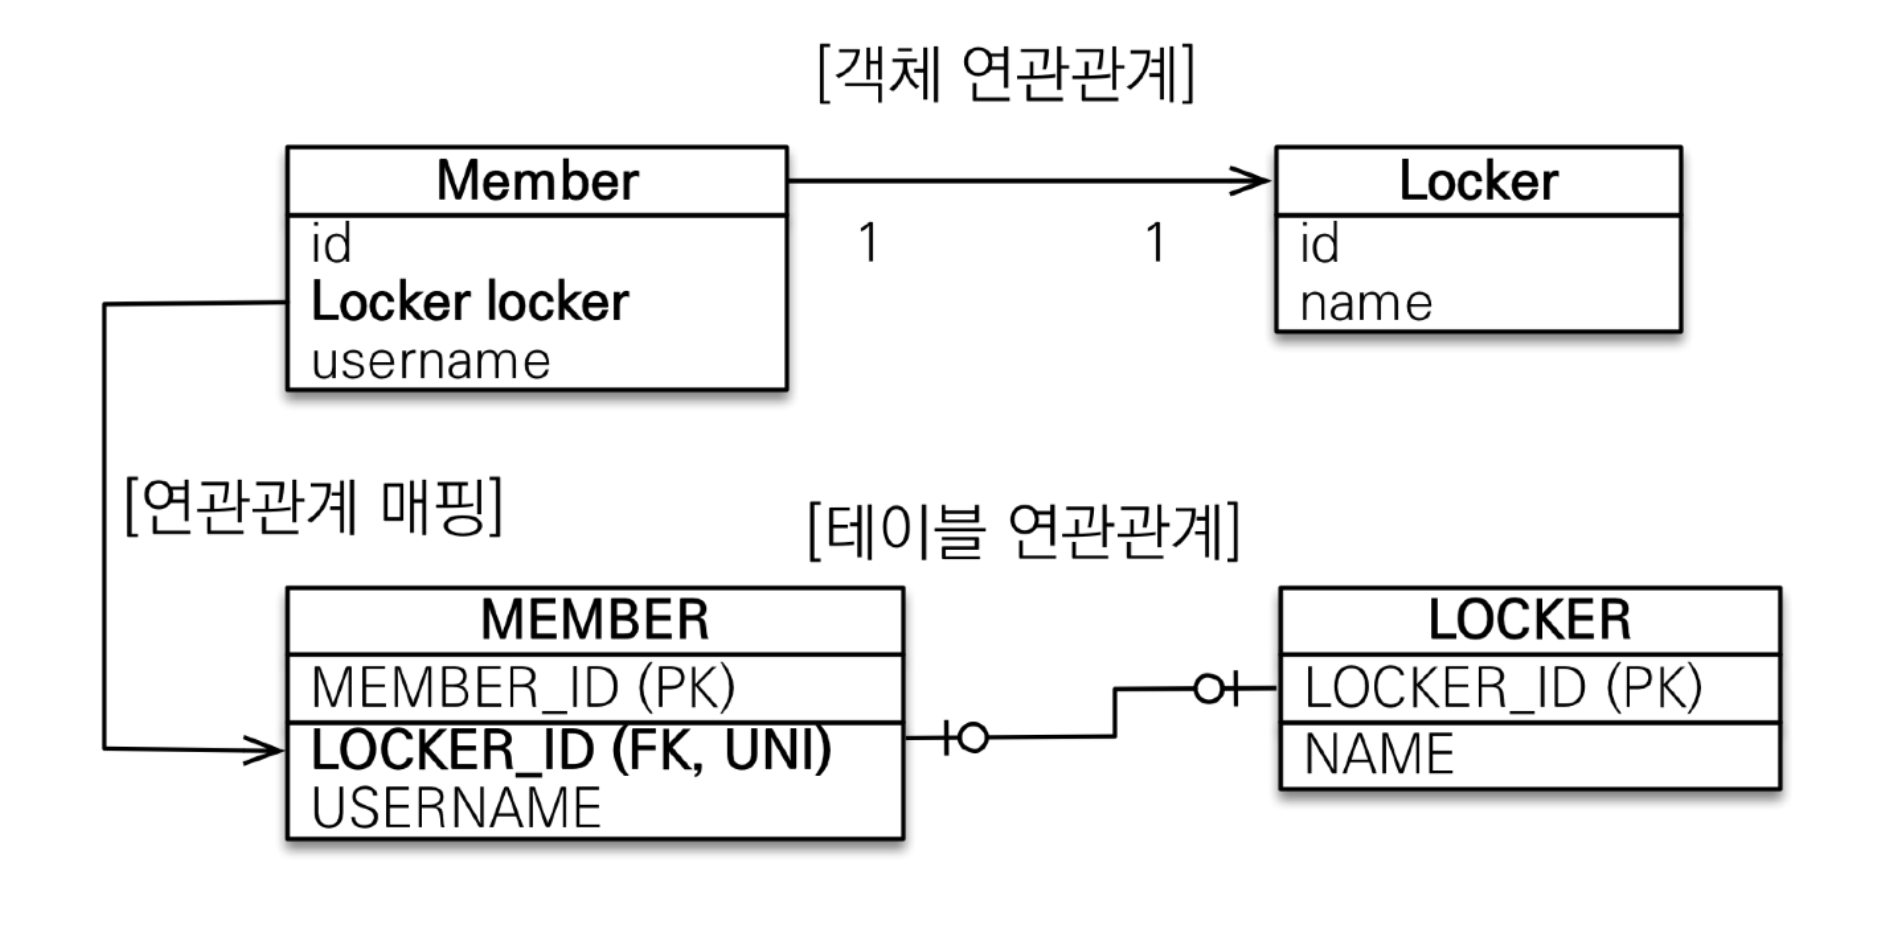 [객체 연관관계]
Member
Locker
id
Locker locker
username
1
1
id
name
[연관관계 매핑]
[테이블 연관관계]
MEMBER
MEMBER_ID (PK)
LOCKER_ID (FK, UNI)
USERNAME
LOCKER
LOCKER_ID (PK)
NAME